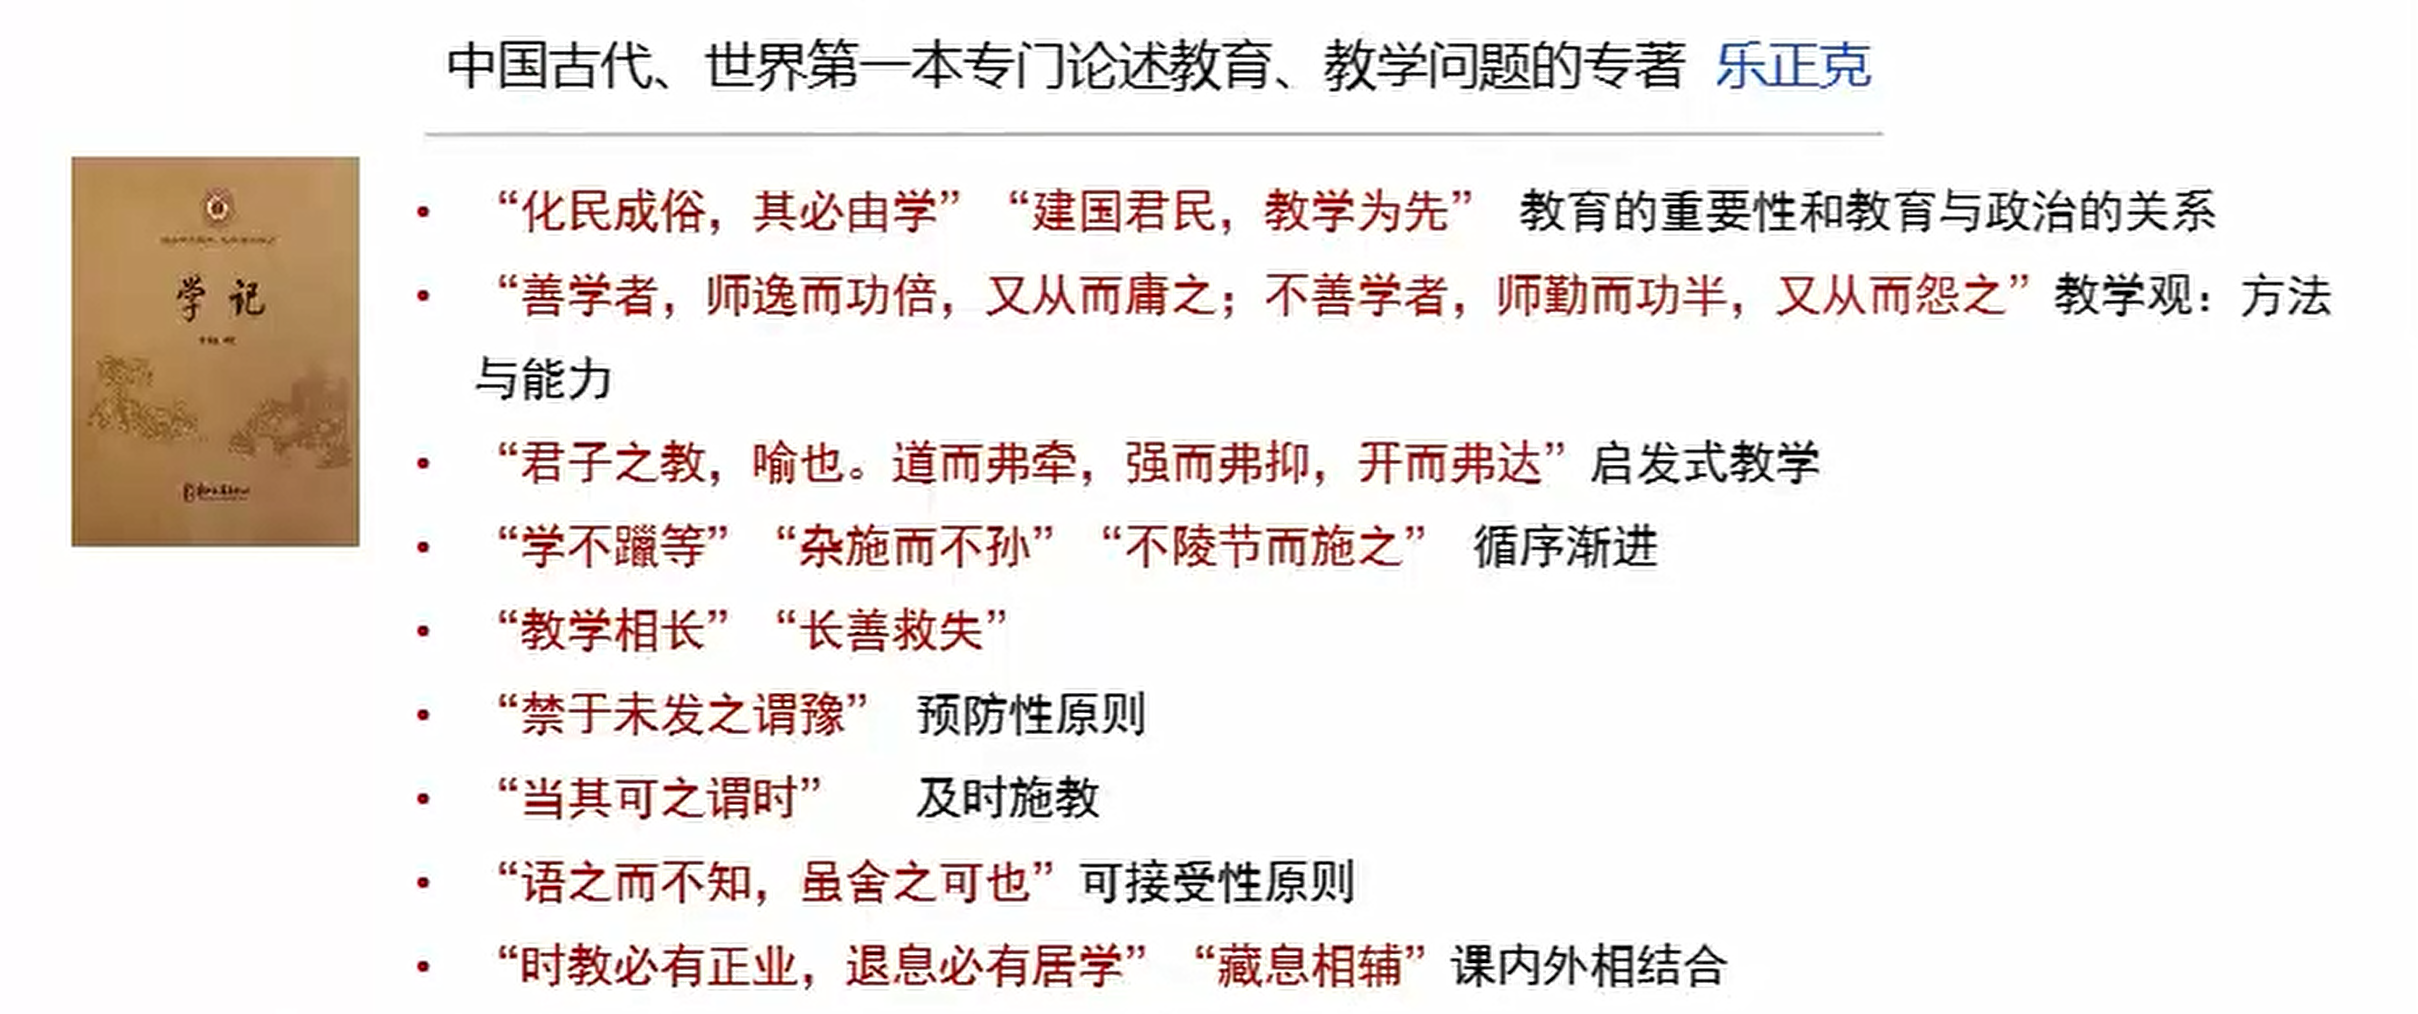 中国古代、世界第一本专门论述教育、教学问题的专著 乐正克
学记
• “化民成俗，其必由学” “建国君民，教学为先” 教育的重要性和教育与政治的关系
• “善学者，师逸而功倍，又从而庸之；不善学者，师勤而功半，又从而怨之” 教学观：方法
与能力
• “君子之教，喻也。道而弗牵，强而弗抑，开而弗达” 启发式教学
• “学不躐等” “杂施而不孙” “不陵节而施之” 循序渐进
• “教学相长” “长善救失”
• “禁于未发之谓豫” 预防性原则
• “当其可之谓时” 及时施教
• “语之而不知，虽舍之可也” 可接受性原则
• “时教必有正业，退息必有居学” “藏息相辅” 课内外相结合